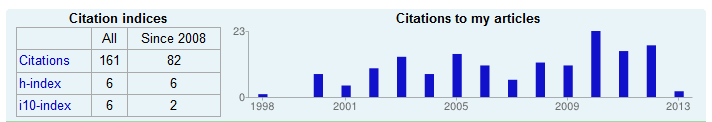 Citation indices
All Since 2008
Citations 161 82
h-index 6 6
i10-index 6 2
Citations to my articles
23
0
1998 2001 2005 2009 2013